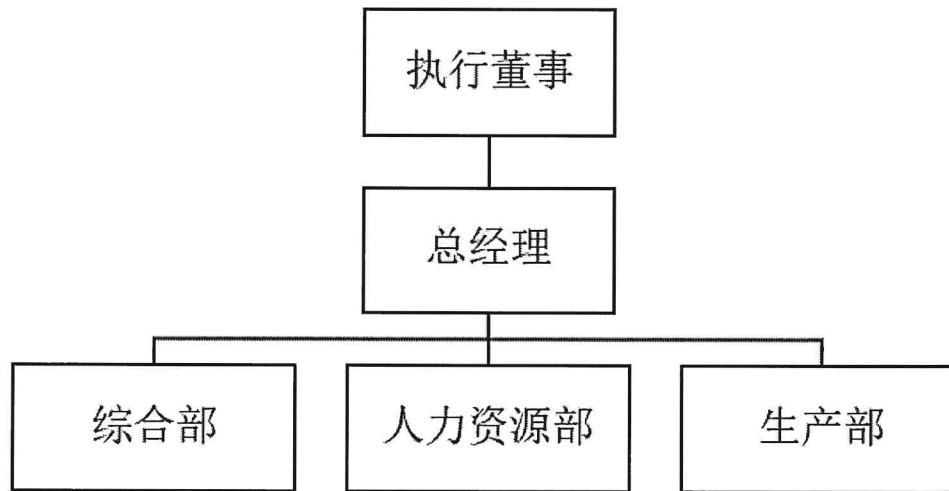 执行董事
总经理
综合部
人力资源部
生产部